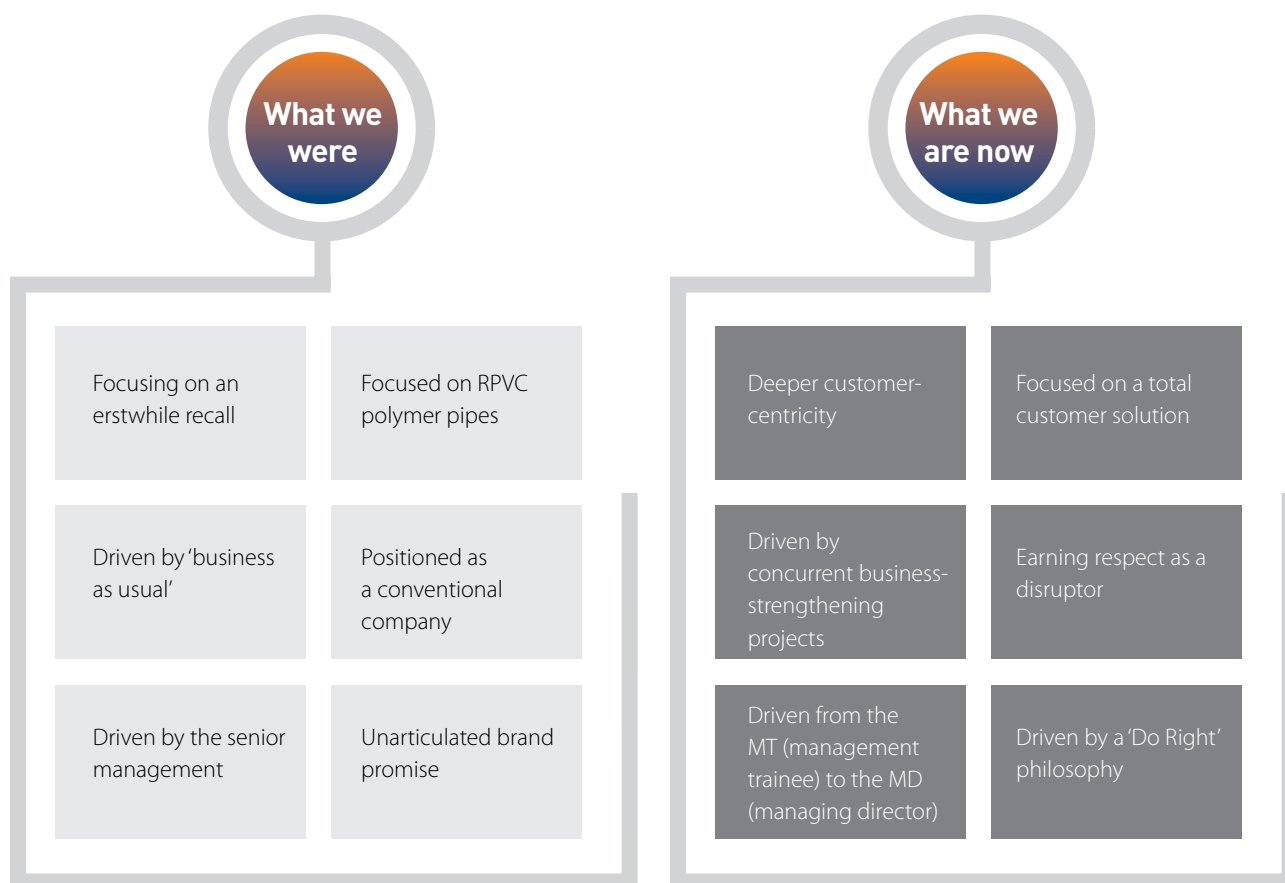 What we
were
Focusing on an
erstwhile recall
Focused on RPVC
polymer pipes
Driven by ‘business
as usual’
Positioned as
a conventional
company
Driven by the senior
management
Unarticulated brand
promise
What we
are now
Deeper customer-
centricity
Focused on a total
customer solution
Driven by
concurrent business-
strengthening
projects
Earning respect as a
disruptor
Driven from the
MT (management
trainee) to the MD
(managing director)
Driven by a ‘Do Right’
philosophy